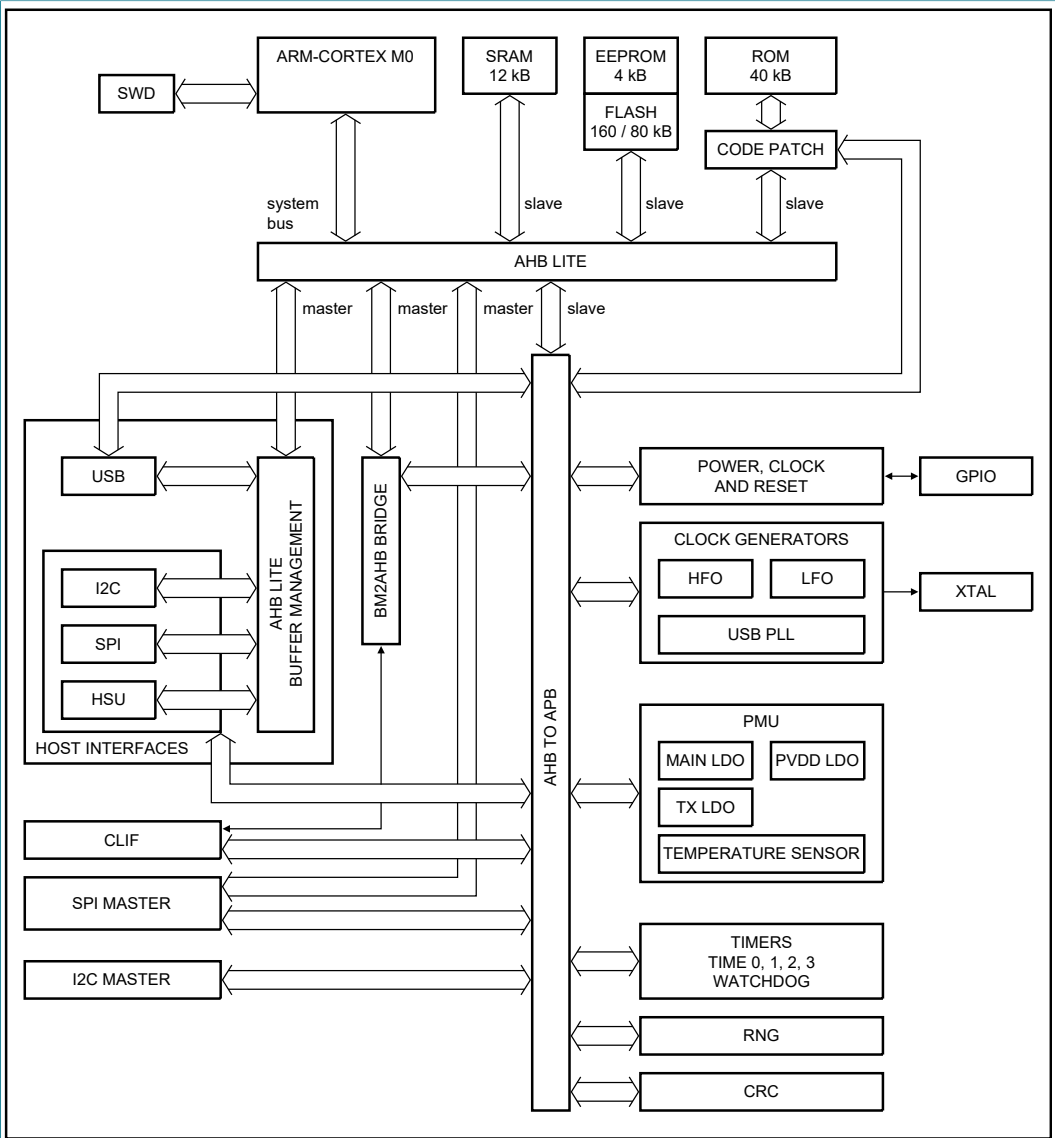 ARM-CORTEX M0
SWD
SRAM
12 kB
EEPROM
4 kB
FLASH
160 / 80 kB
ROM
40 kB
CODE PATCH
system
bus
slave
slave
slave
AHB LITE
master
master
master
slave
USB
I2C
SPI
HSU
HOST INTERFACES
AHB LITE
BUFFER MANAGEMENT
BM2AHB BRIDGE
AHB TO APB
POWER, CLOCK
AND RESET
GPIO
CLOCK GENERATORS
HFO
LFO
USB PLL
XTAL
PMU
MAIN LDO
PVDD LDO
TX LDO
TEMPERATURE SENSOR
CLIF
SPI MASTER
I2C MASTER
TIMERS
TIME 0, 1, 2, 3
WATCHDOG
RNG
CRC